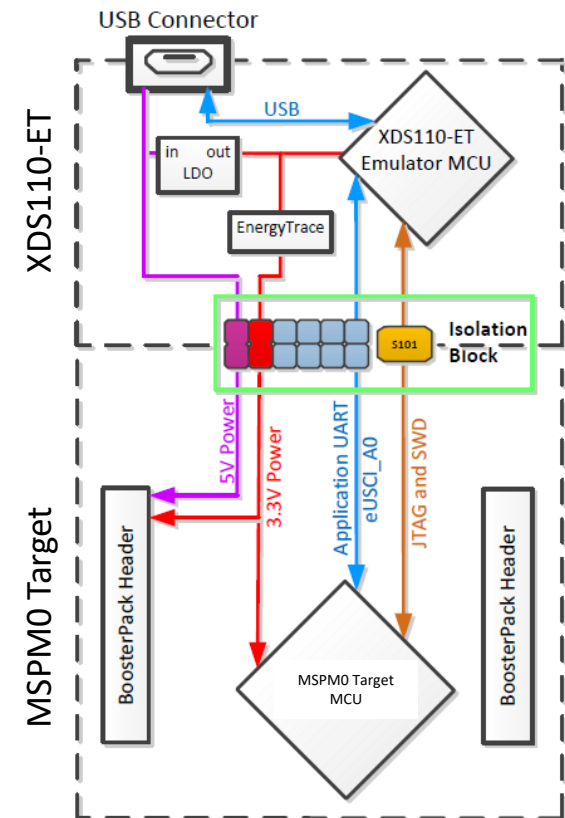 USB Connector
XDS110-ET
USB
XDS110-ET
Emulator MCU
in out
LDO
EnergyTrace
Isolation
Block
S101
5V Power
3.3V Power
Application UART
eUSCI_A0
JTAG and SWD
MSPM0 Target
BoosterPack Header
MSPM0 Target
MCU
BoosterPack Header